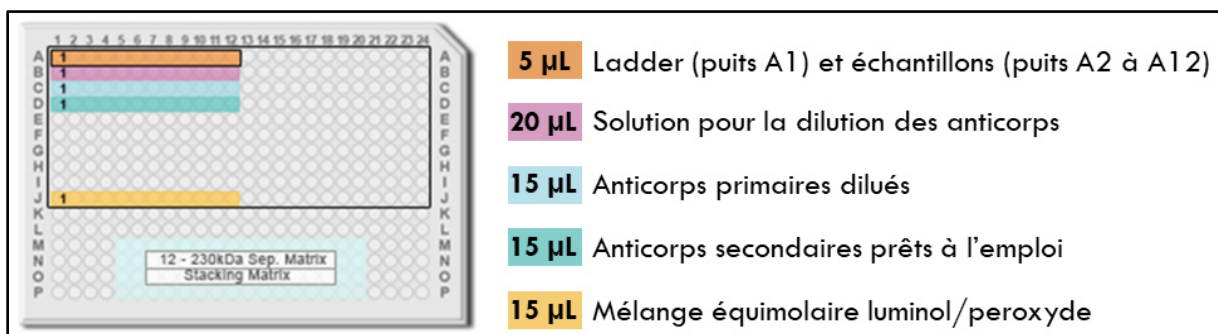 1 2 3 4 5 6 7 8 9 10 11 12 13 14 15 16 17 18 19 20 21 22 23 24
A 1 A
B 1 B
C 1 C
D 1 D
E E
F F
G G
H H
I I
J 1 J
K K
L L
M M
N 12 - 230kDa Sep. Matrix N
O Stacking Matrix O
P P
5 µL Ladder (puits A1) et échantillons (puits A2 à A12)
20 µL Solution pour la dilution des anticorps
15 µL Anticorps primaires dilués
15 µL Anticorps secondaires prêts à l’emploi
15 µL Mélange équimolaire luminol/peroxyde